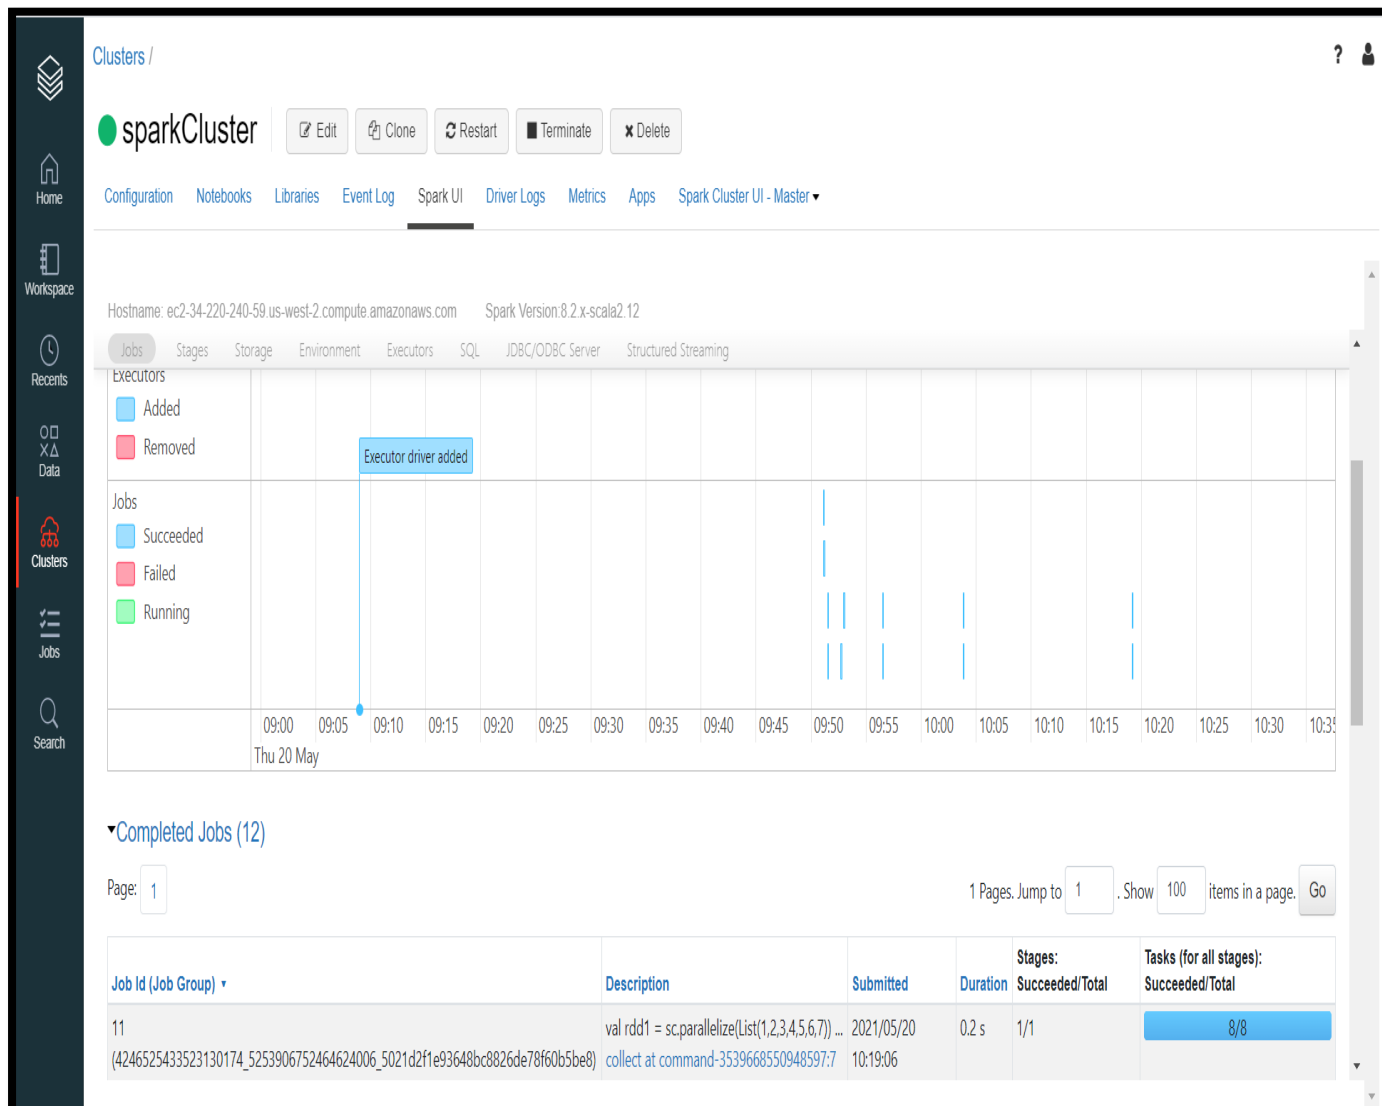 Clusters /
?
sparkCluster
Edit Clone Restart Terminate Delete
Configuration Notebooks Libraries Event Log Spark UI Driver Logs Metrics Apps Spark Cluster UI - Master
Home
Workspace
Recents
Data
Clusters
Jobs
Search
Hostname: ec2-34-220-240-59.us-west-2.compute.amazonaws.com Spark Version:8.2.x-scala2.12
Jobs Stages Storage Environment Executors SQL JDBC/ODBC Server Structured Streaming
Executors
Added
Removed
Executor driver added
Jobs
Succeeded
Failed
Running
09:00 09:05 09:10 09:15 09:20 09:25 09:30 09:35 09:40 09:45 09:50 09:55 10:00 10:05 10:10 10:15 10:20 10:25 10:30 10:35
Thu 20 May
Completed Jobs (12)
Page: 1
1 Pages. Jump to 1 . Show 100 items in a page. Go
Job Id (Job Group) Description Submitted Duration Stages: Succeeded/Total Tasks (for all stages): Succeeded/Total
11 val rdd1 = sc.parallelize(List(1,2,3,4,5,6,7)) ... 2021/05/20 0.2 s 1/1 8/8
(4246525433523130174_5253906752464624006_5021d2f1e93648bc8826de78f60b5be8) collect at command-3539668550948597:7 10:19:06